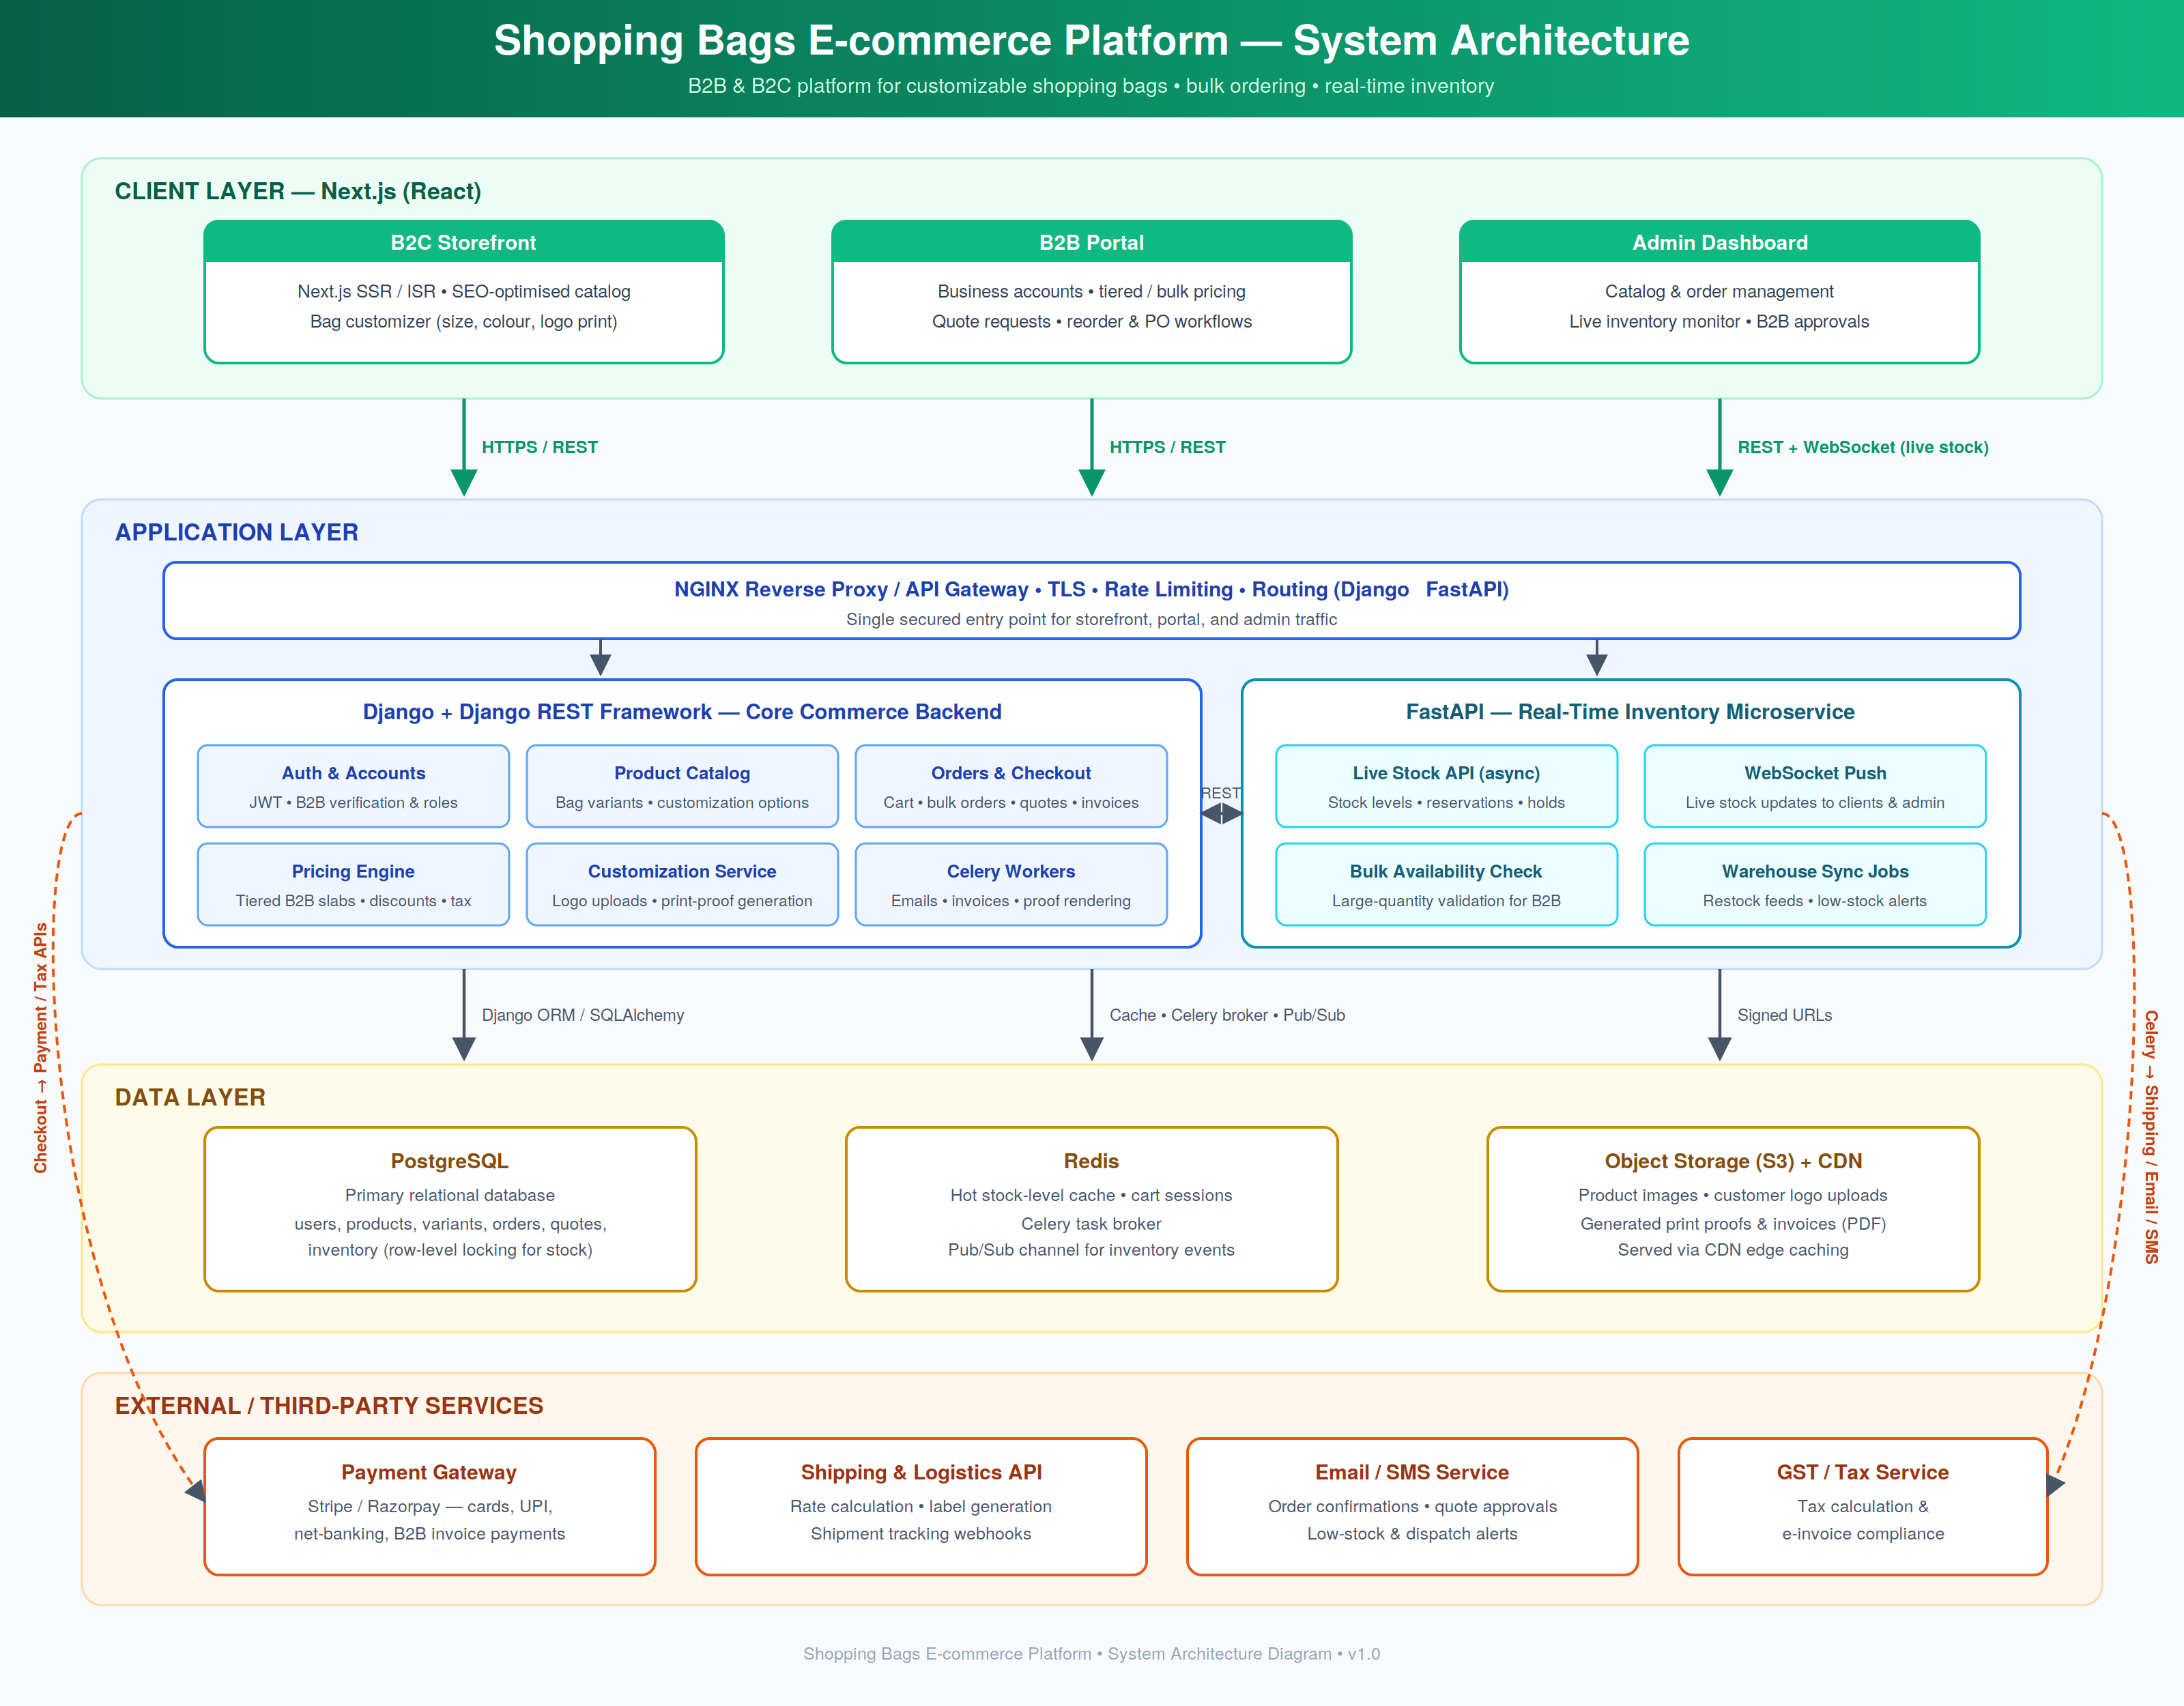 Shopping Bags E-commerce Platform — System Architecture
B2B & B2C platform for customizable shopping bags • bulk ordering • real-time inventory
CLIENT LAYER — Next.js (React)
B2C Storefront
Next.js SSR / ISR • SEO-optimised catalog
Bag customizer (size, colour, logo print)
B2B Portal
Business accounts • tiered / bulk pricing
Quote requests • reorder & PO workflows
Admin Dashboard
Catalog & order management
Live inventory monitor • B2B approvals
HTTPS / REST
HTTPS / REST
REST + WebSocket (live stock)
APPLICATION LAYER
NGINX Reverse Proxy / API Gateway • TLS • Rate Limiting • Routing (Django   FastAPI)
Single secured entry point for storefront, portal, and admin traffic
Django + Django REST Framework — Core Commerce Backend
Auth & Accounts
JWT • B2B verification & roles
Product Catalog
Bag variants • customization options
Orders & Checkout
Cart • bulk orders • quotes • invoices
Pricing Engine
Tiered B2B slabs • discounts • tax
Customization Service
Logo uploads • print-proof generation
Celery Workers
Emails • invoices • proof rendering
REST
FastAPI — Real-Time Inventory Microservice
Live Stock API (async)
Stock levels • reservations • holds
WebSocket Push
Live stock updates to clients & admin
Bulk Availability Check
Large-quantity validation for B2B
Warehouse Sync Jobs
Restock feeds • low-stock alerts
Checkout → Payment / Tax APIs
Celery → Shipping / Email / SMS
Django ORM / SQLAlchemy
Cache • Celery broker • Pub/Sub
Signed URLs
DATA LAYER
PostgreSQL
Primary relational database
users, products, variants, orders, quotes,
inventory (row-level locking for stock)
Redis
Hot stock-level cache • cart sessions
Celery task broker
Pub/Sub channel for inventory events
Object Storage (S3) + CDN
Product images • customer logo uploads
Generated print proofs & invoices (PDF)
Served via CDN edge caching
EXTERNAL / THIRD-PARTY SERVICES
Payment Gateway
Stripe / Razorpay — cards, UPI,
net-banking, B2B invoice payments
Shipping & Logistics API
Rate calculation • label generation
Shipment tracking webhooks
Email / SMS Service
Order confirmations • quote approvals
Low-stock & dispatch alerts
GST / Tax Service
Tax calculation &
e-invoice compliance
Shopping Bags E-commerce Platform • System Architecture Diagram • v1.0